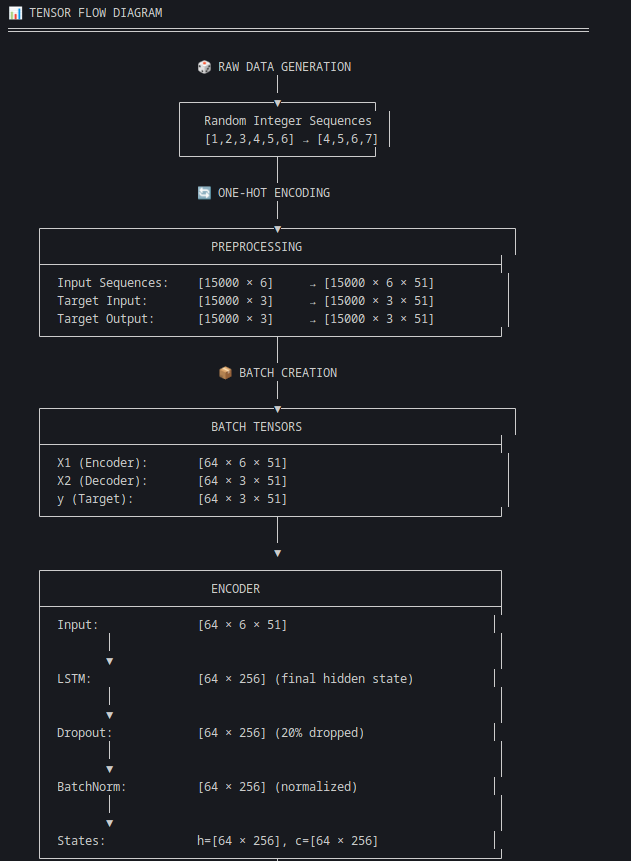 📊 TENSOR FLOW DIAGRAM
🎲 RAW DATA GENERATION
Random Integer Sequences
[1,2,3,4,5,6] → [4,5,6,7]
🔄 ONE-HOT ENCODING
PREPROCESSING
Input Sequences: [15000 × 6] → [15000 × 6 × 51]
Target Input: [15000 × 3] → [15000 × 3 × 51]
Target Output: [15000 × 3] → [15000 × 3 × 51]
📦 BATCH CREATION
BATCH TENSORS
X1 (Encoder): [64 × 6 × 51]
X2 (Decoder): [64 × 3 × 51]
y (Target): [64 × 3 × 51]
ENCODER
Input: [64 × 6 × 51]
LSTM: [64 × 256] (final hidden state)
Dropout: [64 × 256] (20% dropped)
BatchNorm: [64 × 256] (normalized)
States: h=[64 × 256], c=[64 × 256]